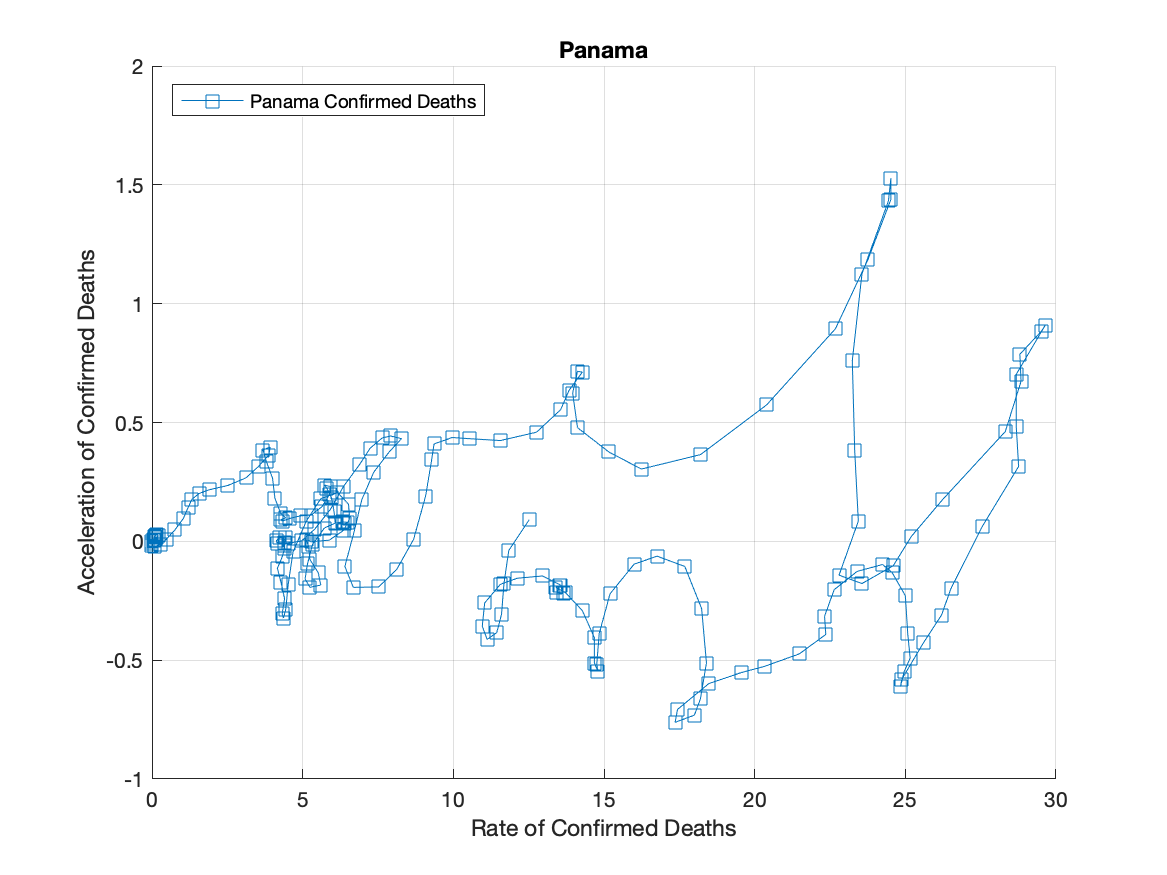 Panama
Panama Confirmed Deaths
Acceleration of Confirmed Deaths
2
1.5
1
0.5
0
-0.5
-1
0 5 10 15 20 25 30
Rate of Confirmed Deaths